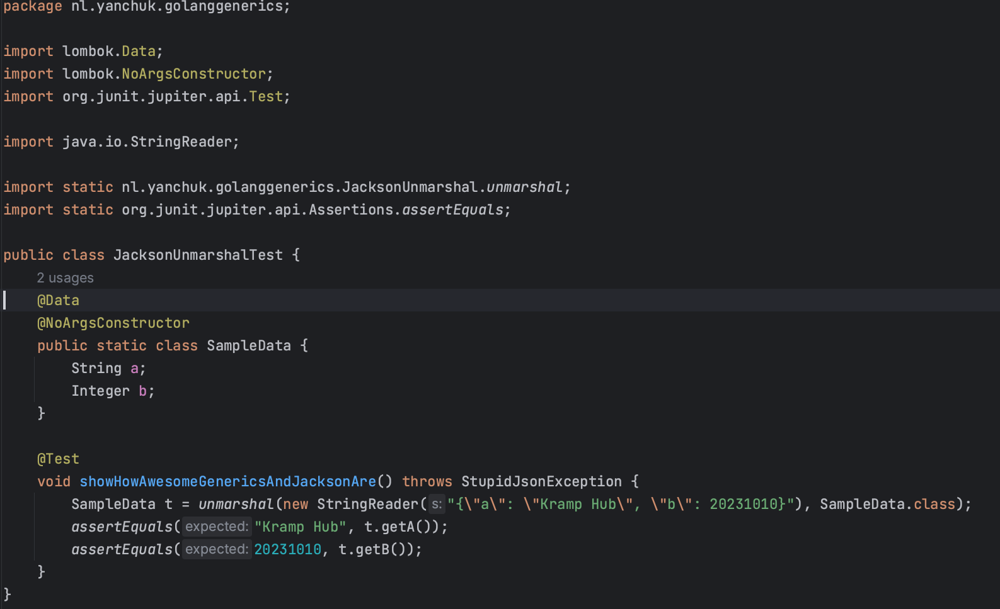 package nl.yanchuk.golanggenerics;
import lombok.Data;
import lombok.NoArgsConstructor;
import org.junit.jupiter.api.Test;
import java.io.StringReader;
import static nl.yanchuk.golanggenerics.JacksonUnmarshal.unmarshal;
import static org.junit.jupiter.api.Assertions.assertEquals;
public class JacksonUnmarshalTest {
2 usages
@Data
@NoArgsConstructor
public static class SampleData {
String a;
Integer b;
}
@Test
void showHowAwesomeGenericsAndJacksonAre() throws StupidJsonException {
SampleData t = unmarshal(new StringReader( s: "{\"a\": \"Kramp Hub\", \"b\": 20231010}"), SampleData.class);
assertEquals( expected: "Kramp Hub", t.getA());
assertEquals( expected: 20231010, t.getB());
}
}